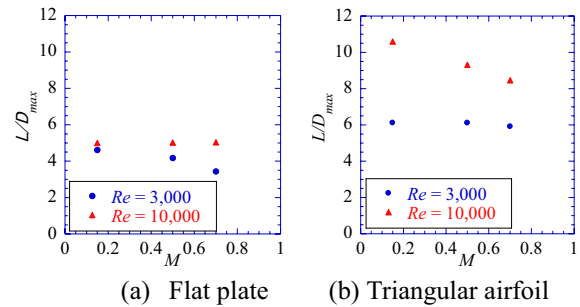 12
10
8
6
4
2
0
L/D_max
Re = 3,000
Re = 10,000
0 0.2 0.4 0.6 0.8 1
M
(a) Flat plate
12
10
8
6
4
2
0
L/D_max
Re = 3,000
Re = 10,000
0 0.2 0.4 0.6 0.8 1
M
(b) Triangular airfoil